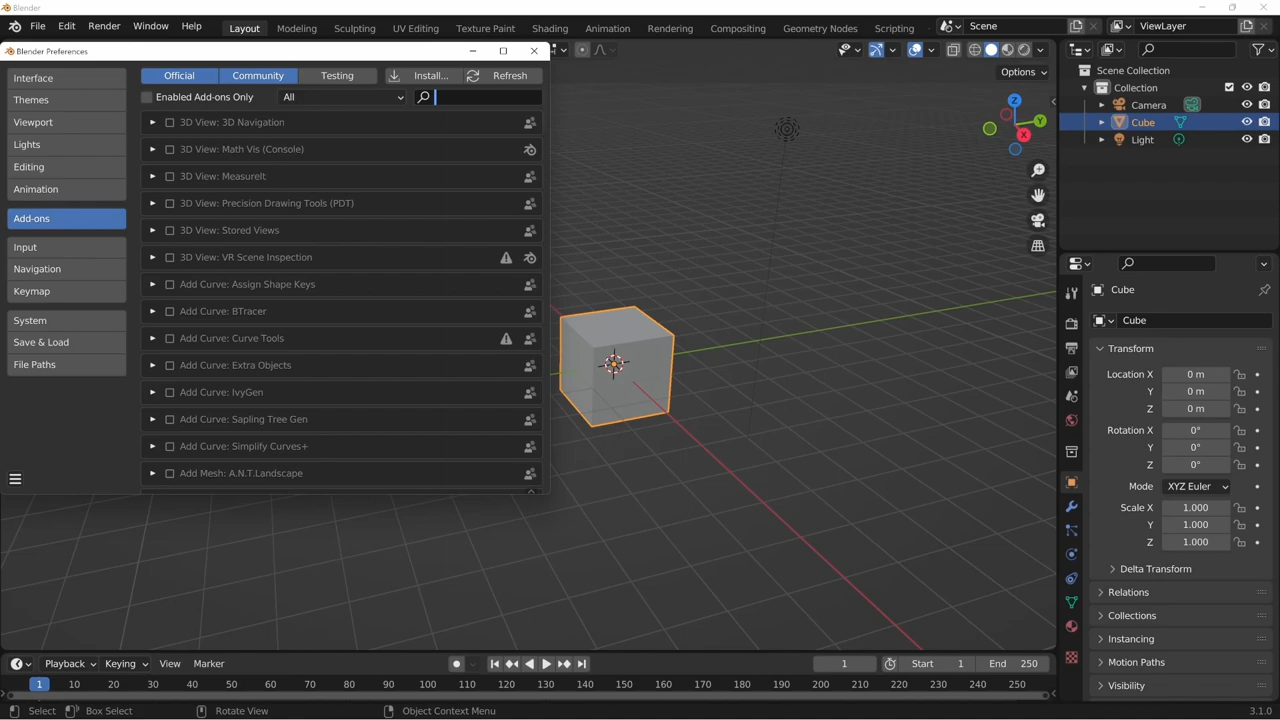 Blender
File Edit Render Window Help Layout Modeling Sculpting UV Editing Texture Paint Shading Animation Rendering Compositing Geometry Nodes Scripting Scene ViewLayer
Blender Preferences
Options
Interface
Themes
Viewport
Lights
Editing
Animation
Add-ons
Input
Navigation
Keymap
System
Save & Load
File Paths
Official Community Testing Install... Refresh
Enabled Add-ons Only All
3D View: 3D Navigation
3D View: Math Vis (Console)
3D View: MeasureIt
3D View: Precision Drawing Tools (PDT)
3D View: Stored Views
3D View: VR Scene Inspection
Add Curve: Assign Shape Keys
Add Curve: BTracer
Add Curve: Curve Tools
Add Curve: Extra Objects
Add Curve: IvyGen
Add Curve: Sapling Tree Gen
Add Curve: Simplify Curves+
Add Mesh: A.N.T.Landscape
Z
Y
X
Scene Collection
Collection
Camera
Cube
Light
Cube
Cube
Transform
Location X 0 m
Y 0 m
Z 0 m
Rotation X 0°
Y 0°
Z 0°
Mode XYZ Euler
Scale X 1.000
Y 1.000
Z 1.000
Delta Transform
Relations
Collections
Instancing
Motion Paths
Visibility
Playback Keying View Marker 1 Start 1 End 250
1 10 20 30 40 50 60 70 80 90 100 110 120 130 140 150 160 170 180 190 200 210 220 230 240 250
Select Box Select Rotate View Object Context Menu 3.1.0